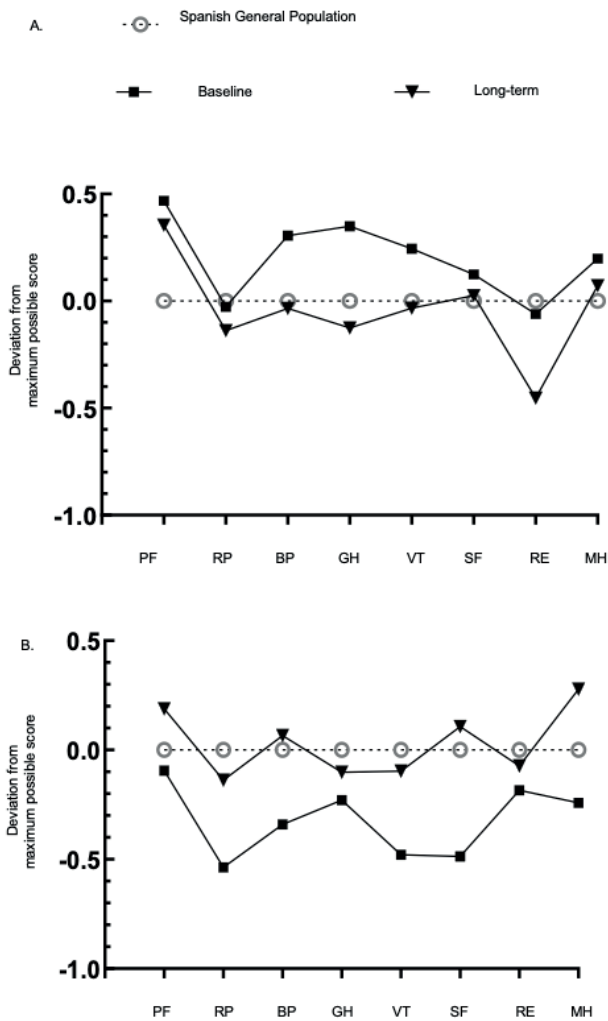 A.
Spanish General Population
Baseline
Long-term
Deviation from
maximum possible score
0.5
0.0
-0.5
-1.0
PF RP BP GH VT SF RE MH
B.
Deviation from
maximum possible score
0.5
0.0
-0.5
-1.0
PF RP BP GH VT SF RE MH